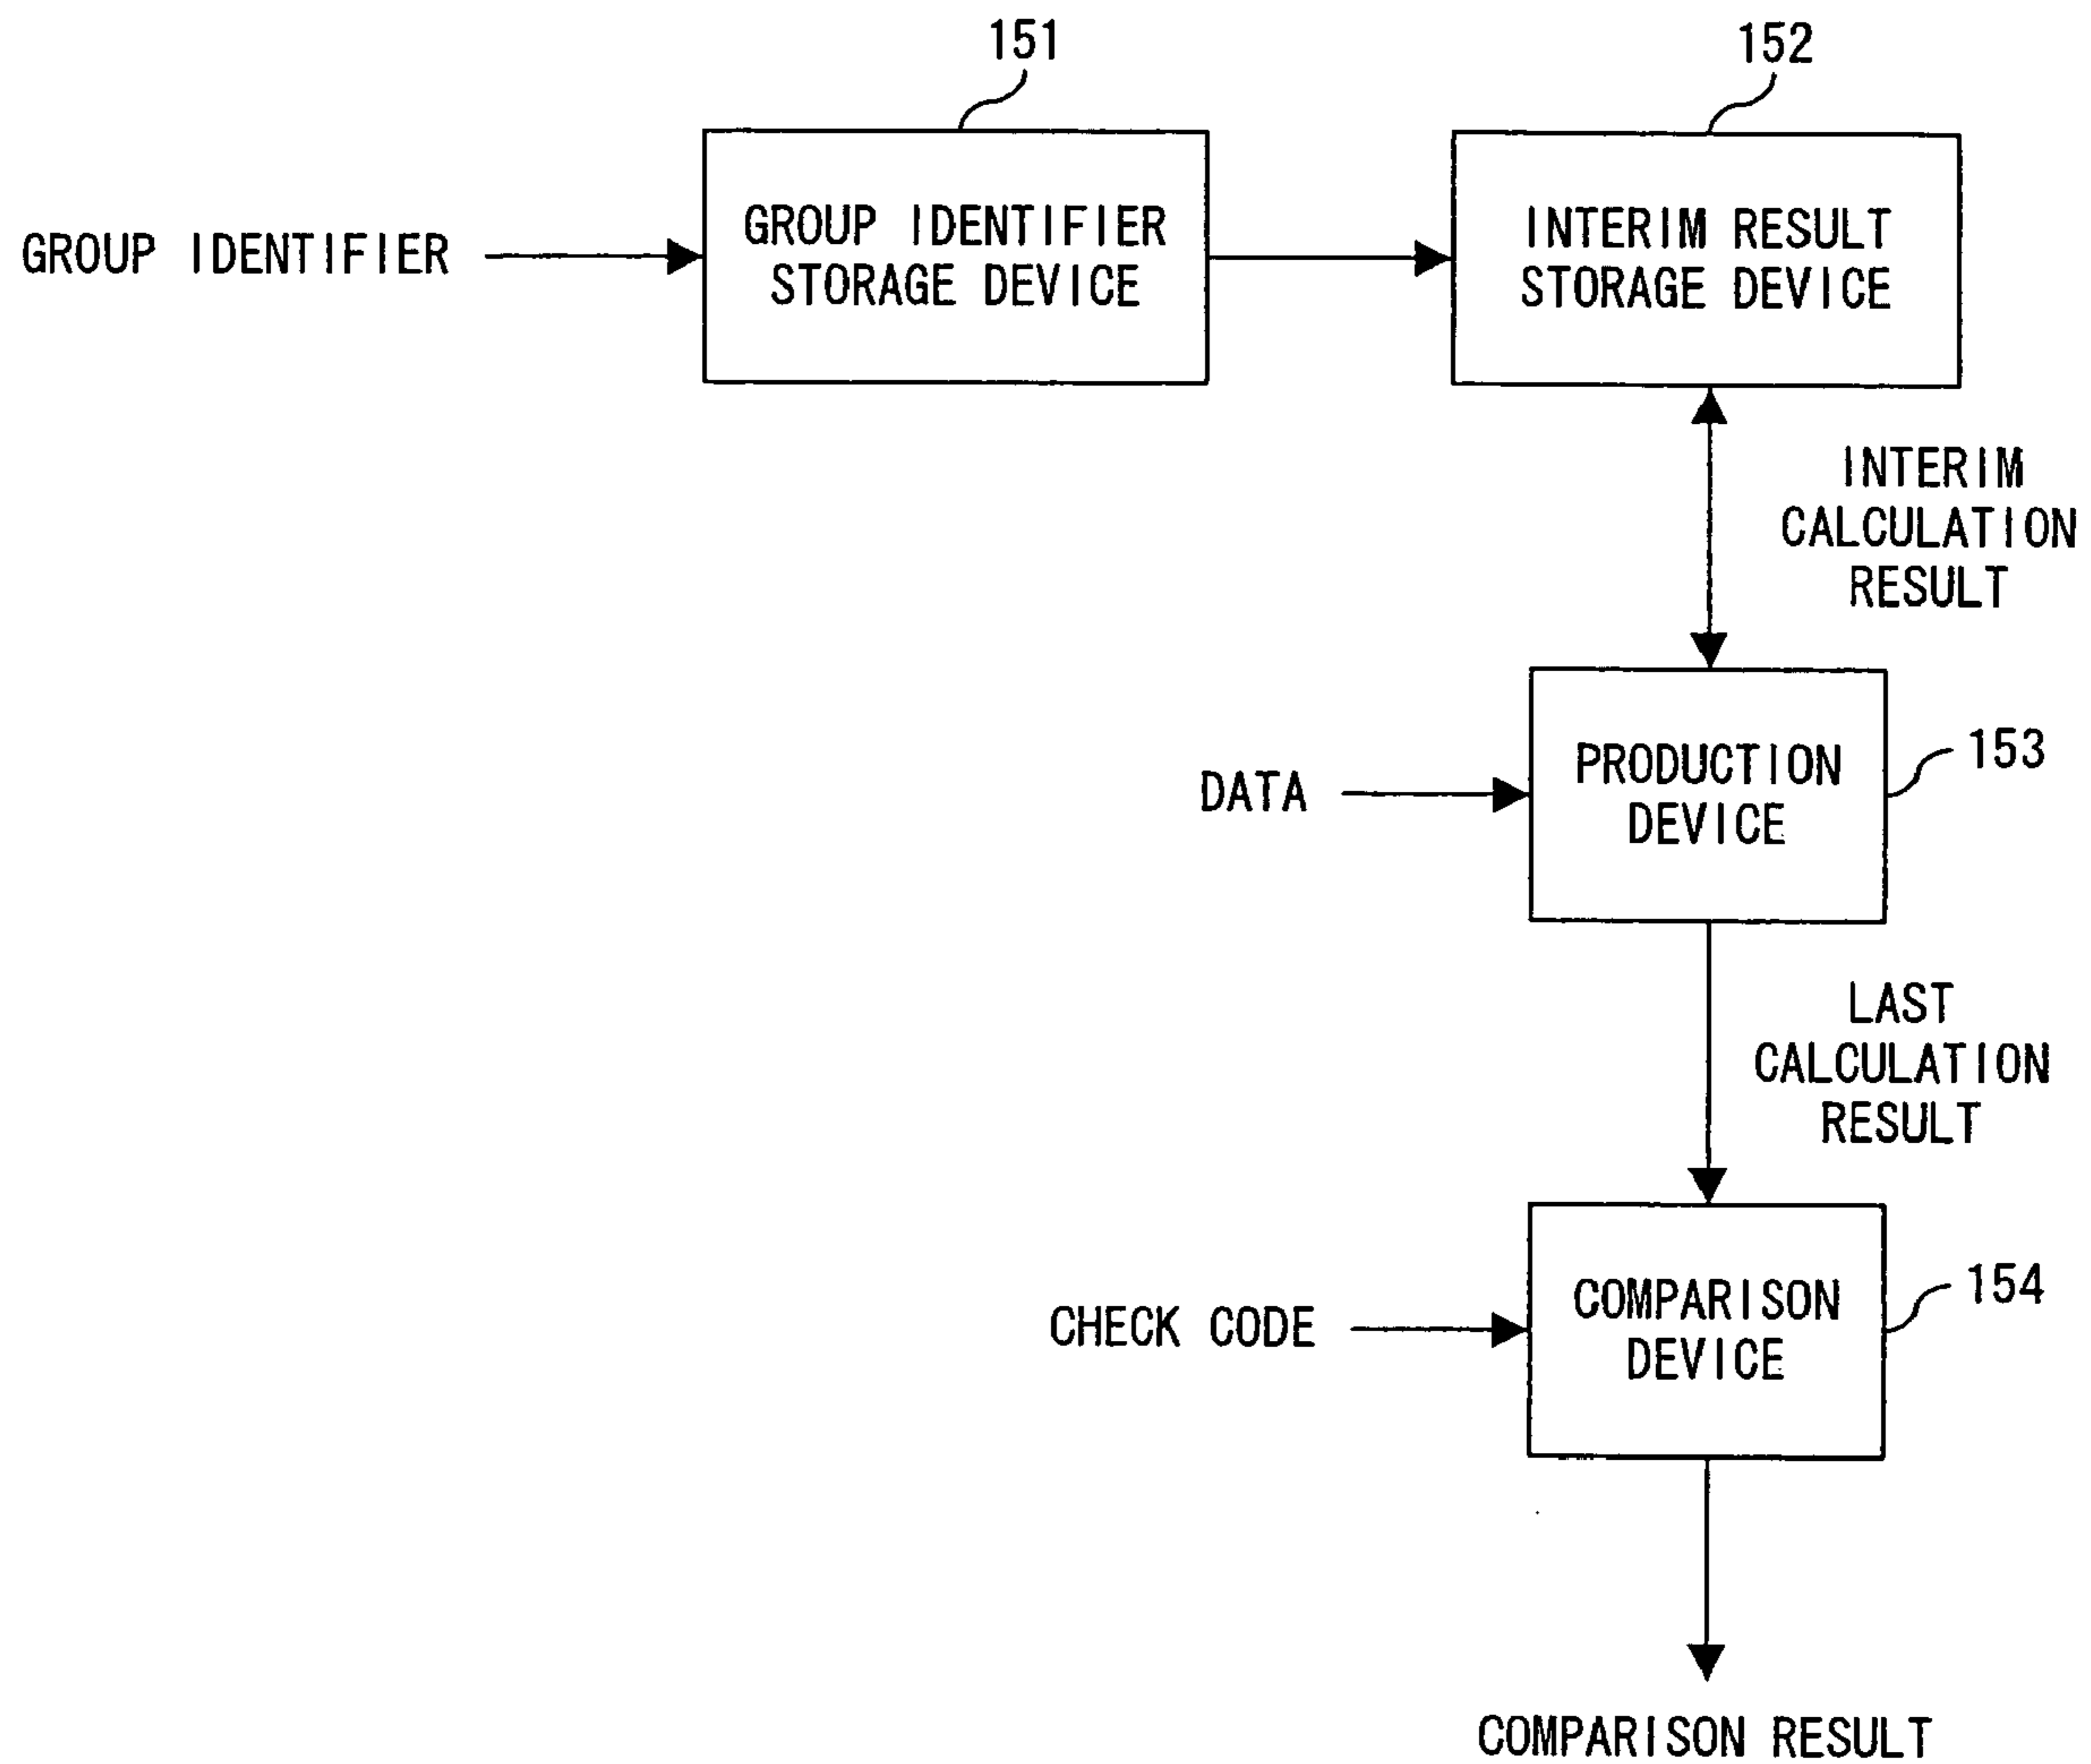 151
152
GROUP IDENTIFIER
GROUP IDENTIFIER
STORAGE DEVICE
INTERIM RESULT
STORAGE DEVICE
INTERIM
CALCULATION
RESULT
DATA
PRODUCTION
DEVICE
153
LAST
CALCULATION
RESULT
CHECK CODE
COMPARISON
DEVICE
154
COMPARISON RESULT